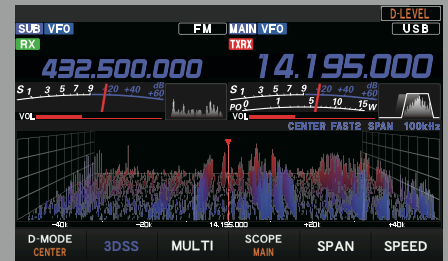 D-LEVEL
SUB VFO FM MAIN VFO USB
RX TXRX
432.500.000 14.195.000
S 1 3 5 7 9 +20 +40 +60 dB S 1 3 5 7 9 +20 +40 +60 dB
PO 0 1 5 10 15 W
VOL VOL
CENTER FAST2 SPAN 100kHz
-40k -20k 14.195.000 +20k +40k
D-MODE CENTER 3DSS MULTI SCOPE MAIN SPAN SPEED